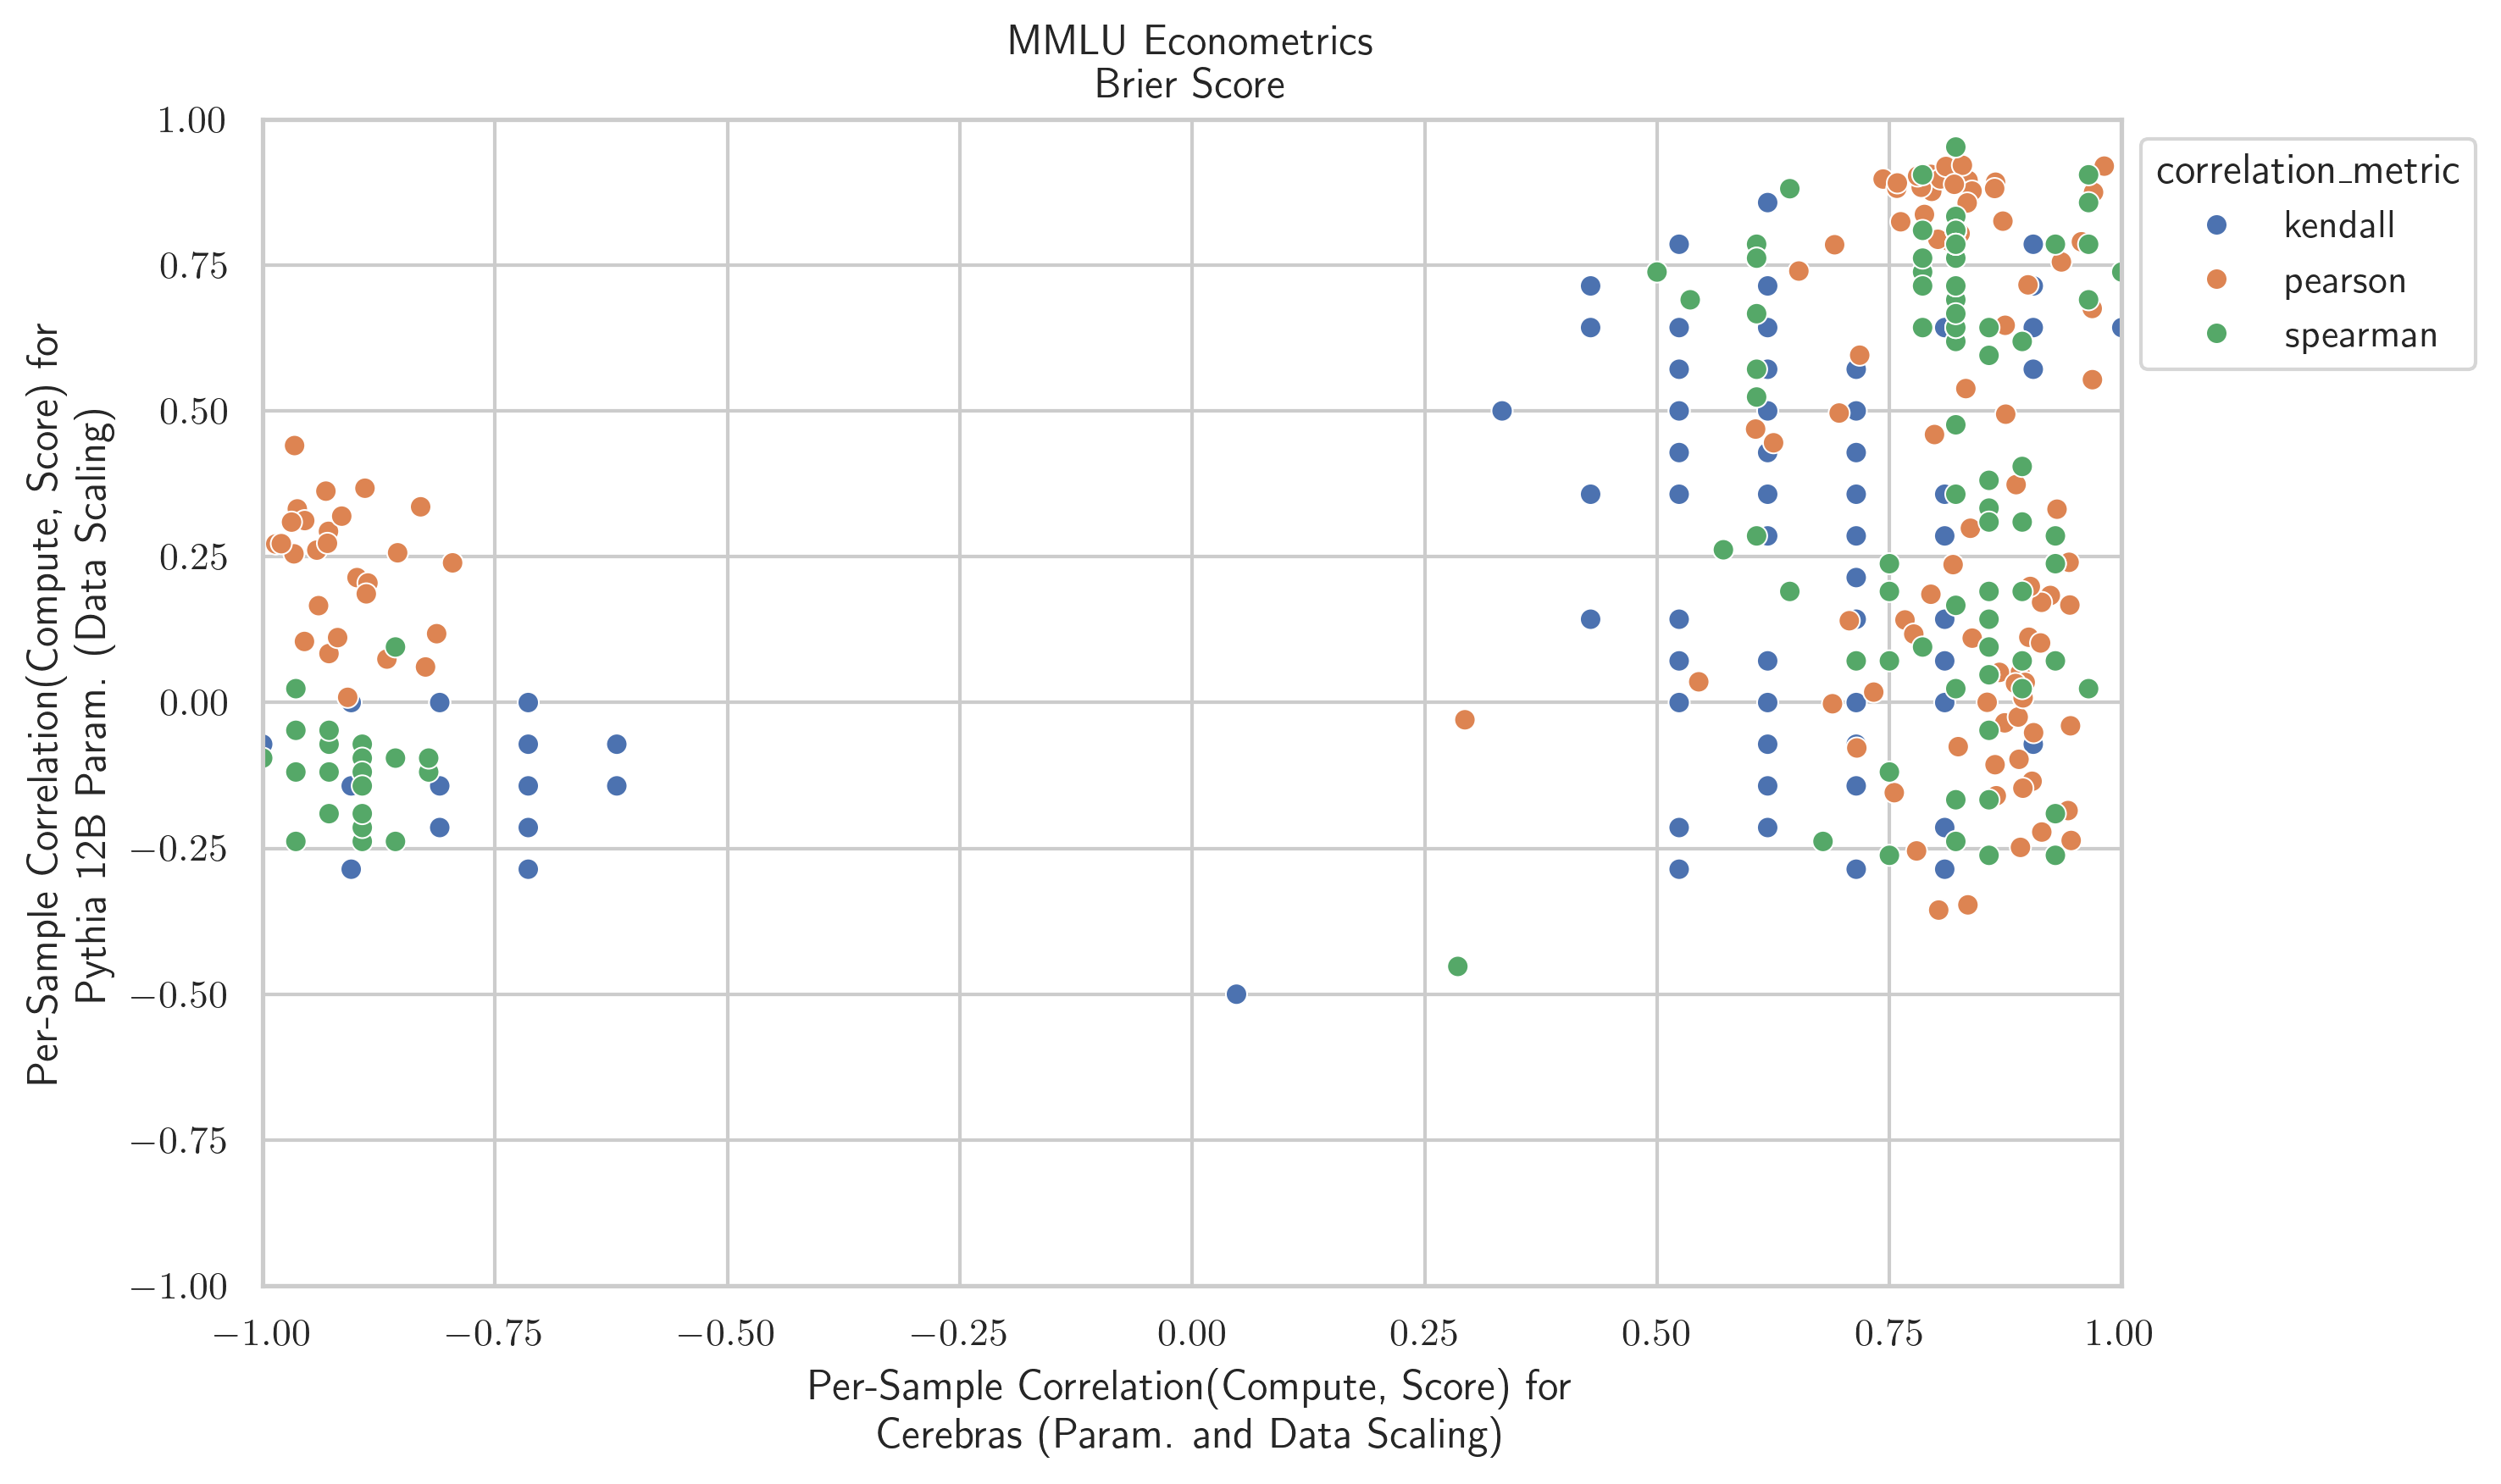 MMLU Econometrics
Brier Score
Per-Sample Correlation(Compute, Score) for
Pythia 12B Param. (Data Scaling)
1.00
0.75
0.50
0.25
0.00
−0.25
−0.50
−0.75
−1.00
−1.00 −0.75 −0.50 −0.25 0.00 0.25 0.50 0.75 1.00
Per-Sample Correlation(Compute, Score) for
Cerebras (Param. and Data Scaling)
correlation_metric
kendall
pearson
spearman